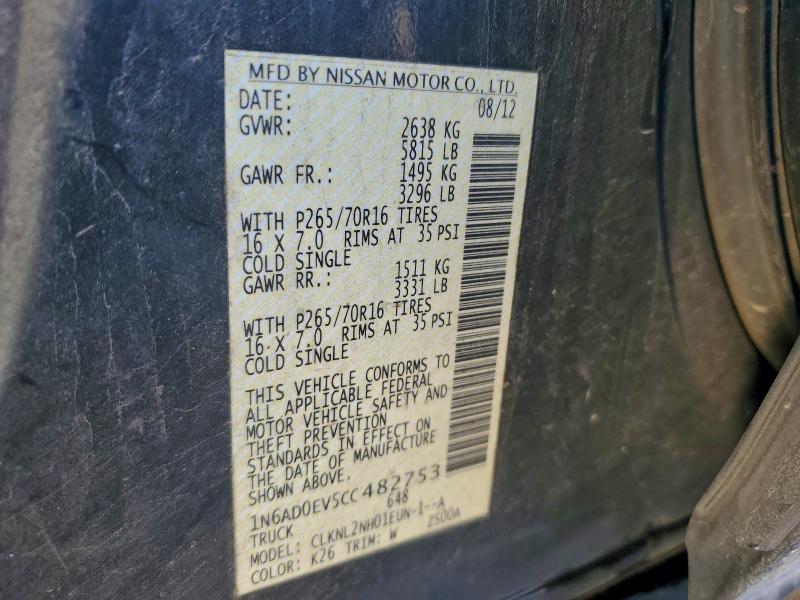 MFD BY NISSAN MOTOR CO., LTD.
DATE: 08/12
GVWR: 2638 KG
5815 LB
GAWR FR.: 1495 KG
3296 LB
WITH P265/70R16 TIRES
16 X 7.0 RIMS AT 35 PSI
COLD SINGLE
GAWR RR.: 1511 KG
3331 LB
WITH P265/70R16 TIRES
16 X 7.0 RIMS AT 35 PSI
COLD SINGLE
THIS VEHICLE CONFORMS TO
ALL APPLICABLE FEDERAL
MOTOR VEHICLE SAFETY AND
THEFT PREVENTION
STANDARDS IN EFFECT ON
THE DATE OF MANUFACTURE
SHOWN ABOVE.
1N6AD0EV5CC482753
TRUCK 648
MODEL: CLKNL2NH01EUN-1--A
COLOR: K26 TRIM: W 2S00A